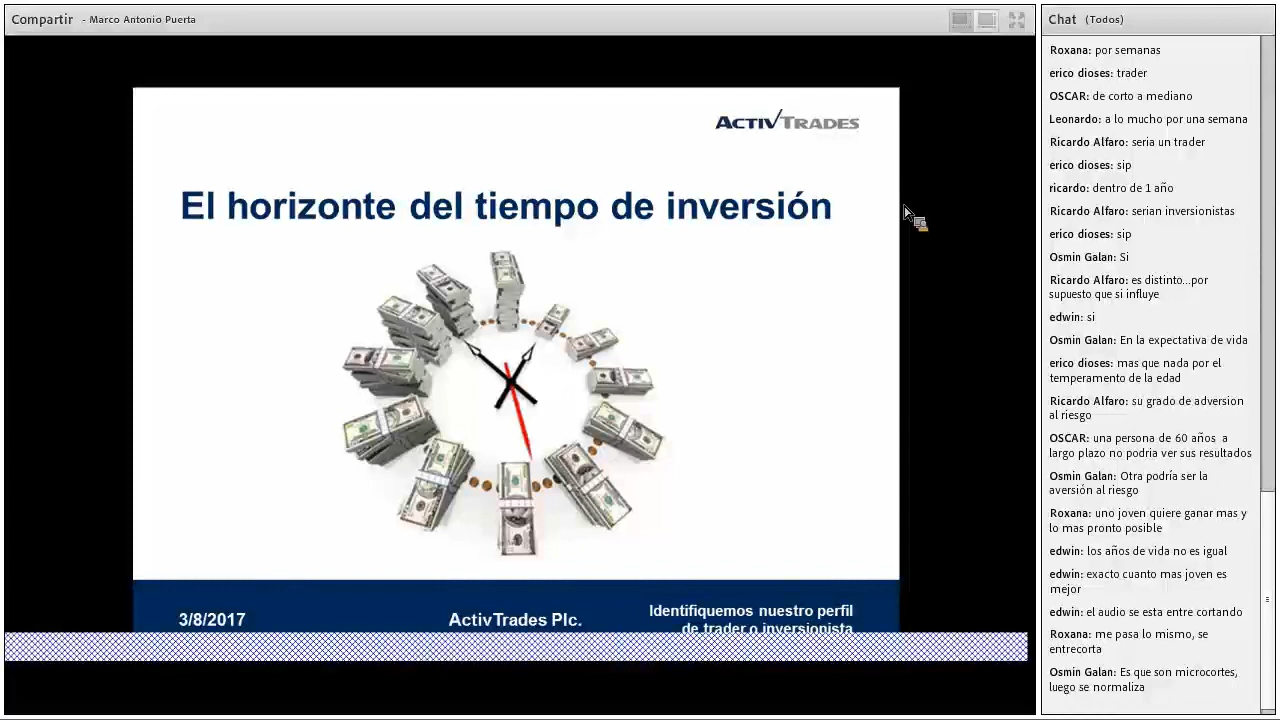 Compartir - Marco Antonio Puerta
ACTIVTRADES
El horizonte del tiempo de inversión
3/8/2017
ActivTrades Plc.
Identifiquemos nuestro perfil
de trader o inversionista
Chat (Todos)
Roxana: por semanas
erico dioses: trader
OSCAR: de corto a mediano
Leonardo: a lo mucho por una semana
Ricardo Alfaro: seria un trader
erico dioses: sip
ricardo: dentro de 1 año
Ricardo Alfaro: serian inversionistas
erico dioses: sip
Osmin Galan: Si
Ricardo Alfaro: es distinto...por
supuesto que si influye
edwin: si
Osmin Galan: En la expectativa de vida
erico dioses: mas que nada por el
temperamento de la edad
Ricardo Alfaro: su grado de adversion
al riesgo
OSCAR: una persona de 60 años a
largo plazo no podria ver sus resultados
Osmin Galan: Otra podría ser la
aversión al riesgo
Roxana: uno joven quiere ganar mas y
lo mas pronto posible
edwin: los años de vida no es igual
edwin: exacto cuanto mas joven es
mejor
edwin: el audio se esta entre cortando
Roxana: me pasa lo mismo, se
entrecorta
Osmin Galan: Es que son microcortes,
luego se normaliza